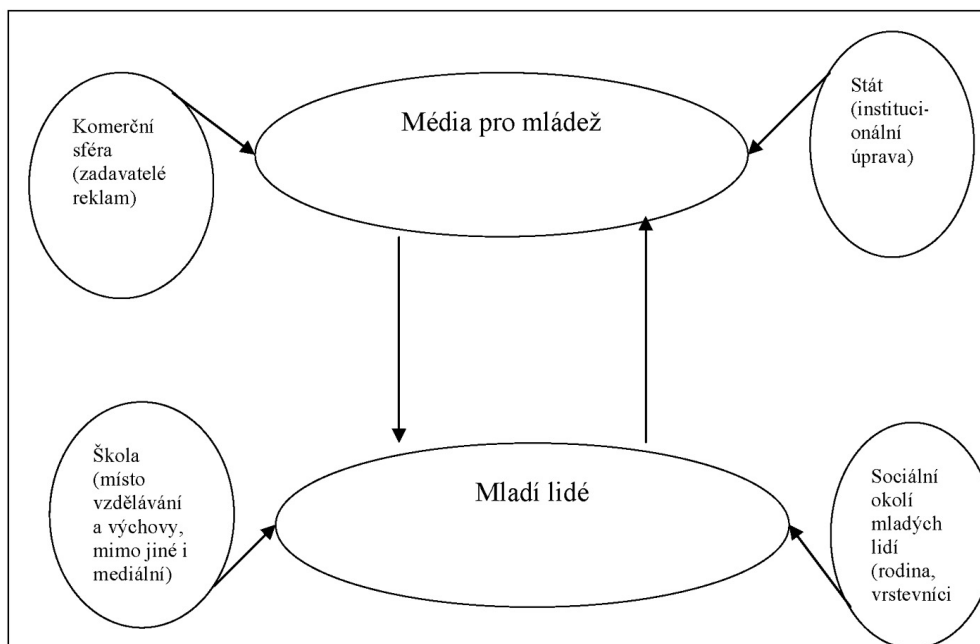 Komerční
sféra
(zadavatelé
reklam)
Média pro mládež
Stát
(instituci-
onální
úprava)
Škola
(místo
vzdělávání
a výchovy,
mimo jiné i
mediální)
Mladí lidé
Sociální
okolí
mladých
lidí
(rodina,
vrstevníci